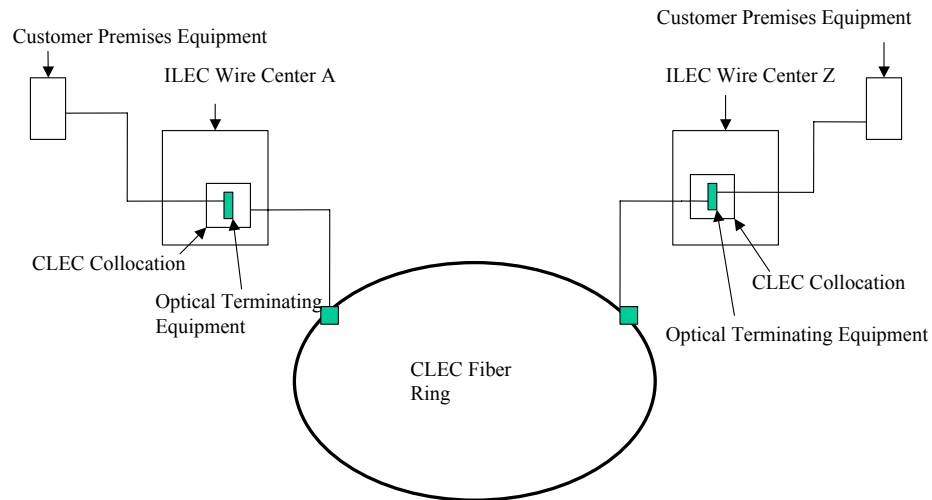 Customer Premises Equipment
Customer Premises Equipment
ILEC Wire Center A
ILEC Wire Center Z
CLEC Collocation
Optical Terminating
Equipment
CLEC Collocation
Optical Terminating Equipment
CLEC Fiber
Ring